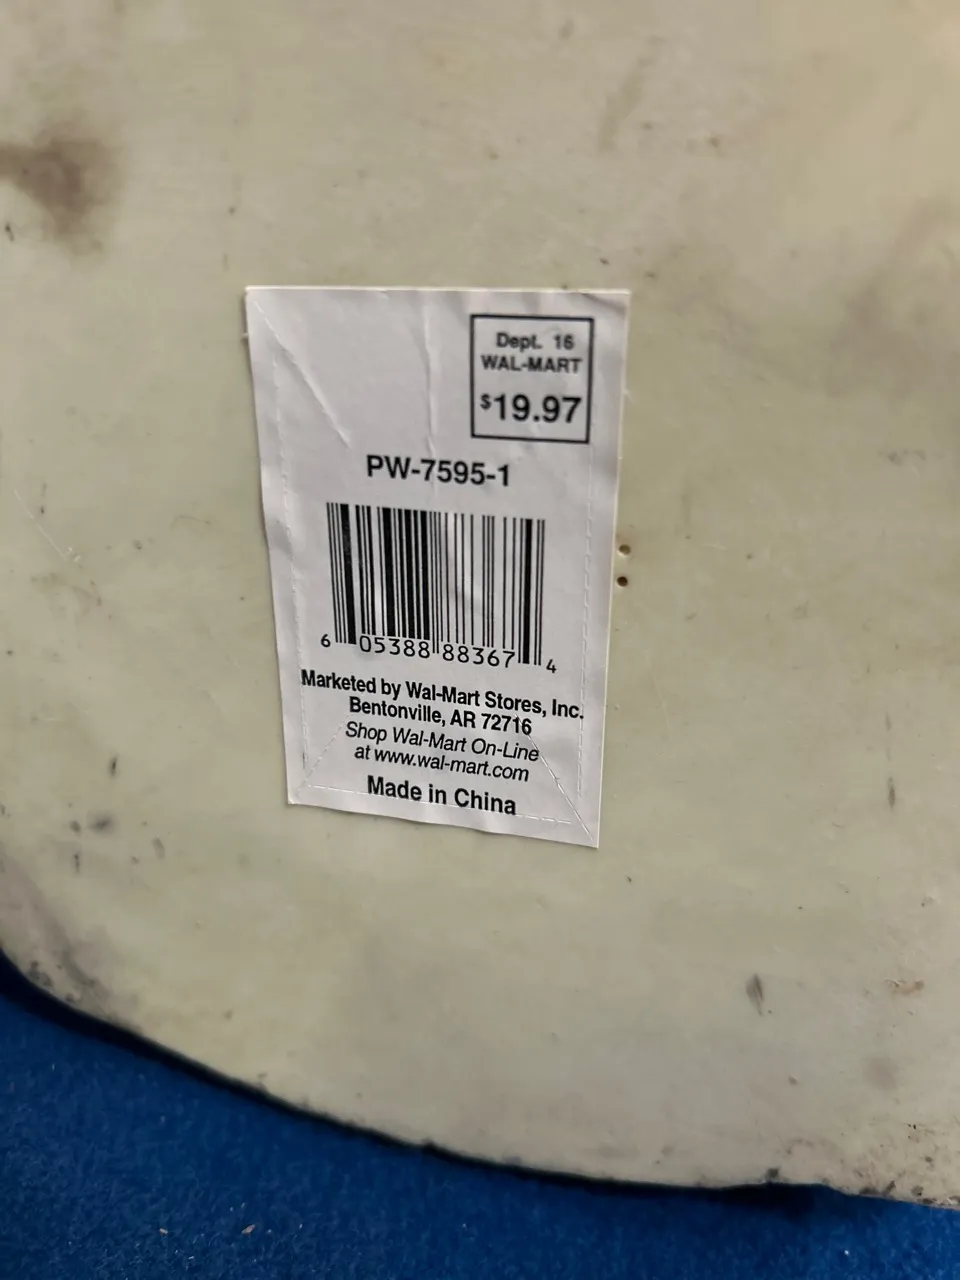 Dept. 16
WAL-MART
$19.97
PW-7595-1
6 05388 88367 4
Marketed by Wal-Mart Stores, Inc.
Bentonville, AR 72716
Shop Wal-Mart On-Line
at www.wal-mart.com
Made in China